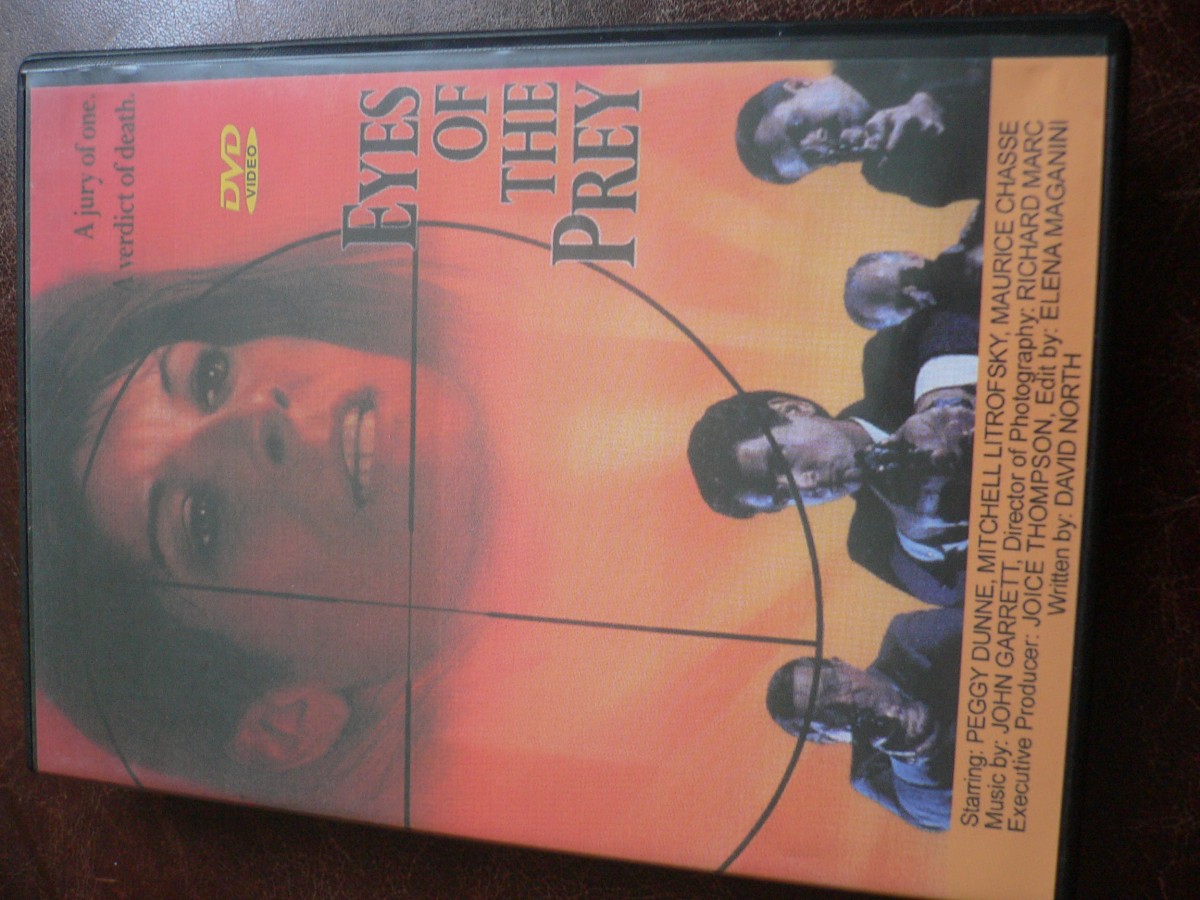 A jury of one.
A verdict of death.
DVD
VIDEO
EYES
OF
THE
PREY
Starring: PEGGY DUNNE, MITCHELL LITROFSKY, MAURICE CHASSE
Music by: JOHN GARRETT, Director of Photography: RICHARD MARC
Executive Producer: JOICE THOMPSON, Edit by: ELENA MAGANINI
Written by: DAVID NORTH